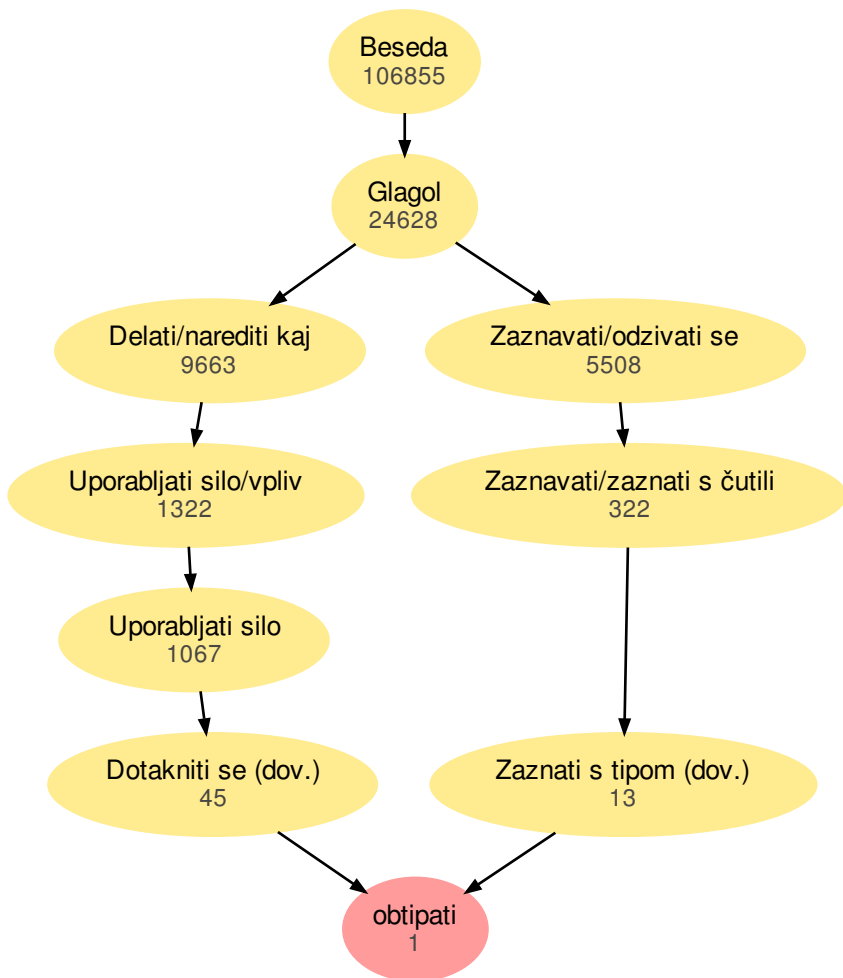 Beseda
106855
Glagol
24628
Delati/narediti kaj
9663
Zaznavati/odzivati se
5508
Uporabljati silo/vpliv
1322
Zaznavati/zaznati s čutili
322
Uporabljati silo
1067
Dotakniti se (dov.)
45
Zaznati s tipom (dov.)
13
obtipati
1